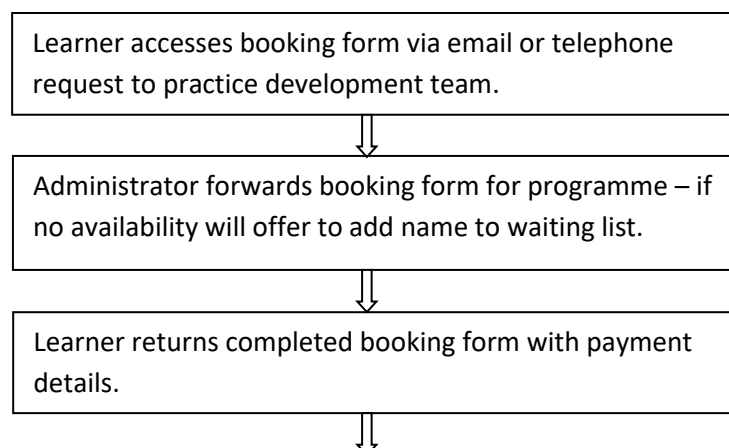 Learner accesses booking form via email or telephone
request to practice development team.
Administrator forwards booking form for programme – if
no availability will offer to add name to waiting list.
Learner returns completed booking form with payment
details.